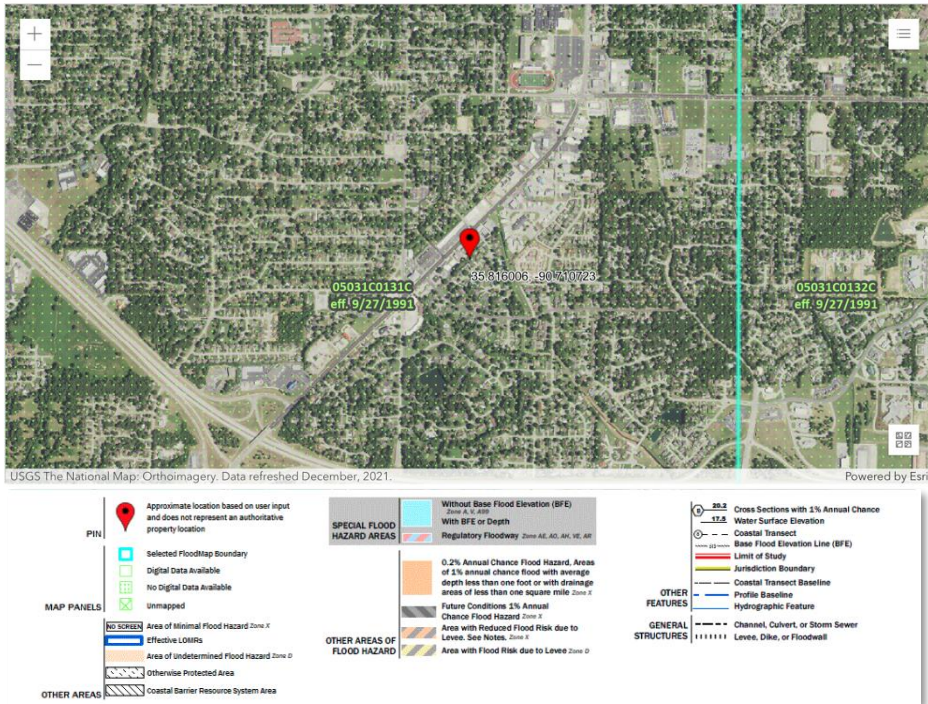 +
−
35.816006, -90.710723
05031C0131C
eff. 9/27/1991
05031C0132C
eff. 9/27/1991
USGS The National Map: Orthoimagery. Data refreshed December, 2021.
Powered by Esri
PIN
Approximate location based on user input
and does not represent an authoritative
property location
MAP PANELS
Selected FloodMap Boundary
Digital Data Available
No Digital Data Available
Unmapped
OTHER AREAS
NO SCREEN Area of Minimal Flood Hazard Zone X
Effective LOMRs
Area of Undetermined Flood Hazard Zone D
Otherwise Protected Area
Coastal Barrier Resource System Area
SPECIAL FLOOD
HAZARD AREAS
Without Base Flood Elevation (BFE)
Zone A, V, A99
With BFE or Depth
Regulatory Floodway Zone AE, AO, AH, VE, AR
OTHER AREAS OF
FLOOD HAZARD
0.2% Annual Chance Flood Hazard, Areas
of 1% annual chance flood with average
depth less than one foot or with drainage
areas of less than one square mile Zone X
Future Conditions 1% Annual
Chance Flood Hazard Zone X
Area with Reduced Flood Risk due to
Levee. See Notes. Zone X
Area with Flood Risk due to Levee Zone D
OTHER
FEATURES
B 20.2 Cross Sections with 1% Annual Chance
17.5 Water Surface Elevation
8 Coastal Transect
513 Base Flood Elevation Line (BFE)
Limit of Study
Jurisdiction Boundary
Coastal Transect Baseline
Profile Baseline
Hydrographic Feature
GENERAL
STRUCTURES
Channel, Culvert, or Storm Sewer
Levee, Dike, or Floodwall